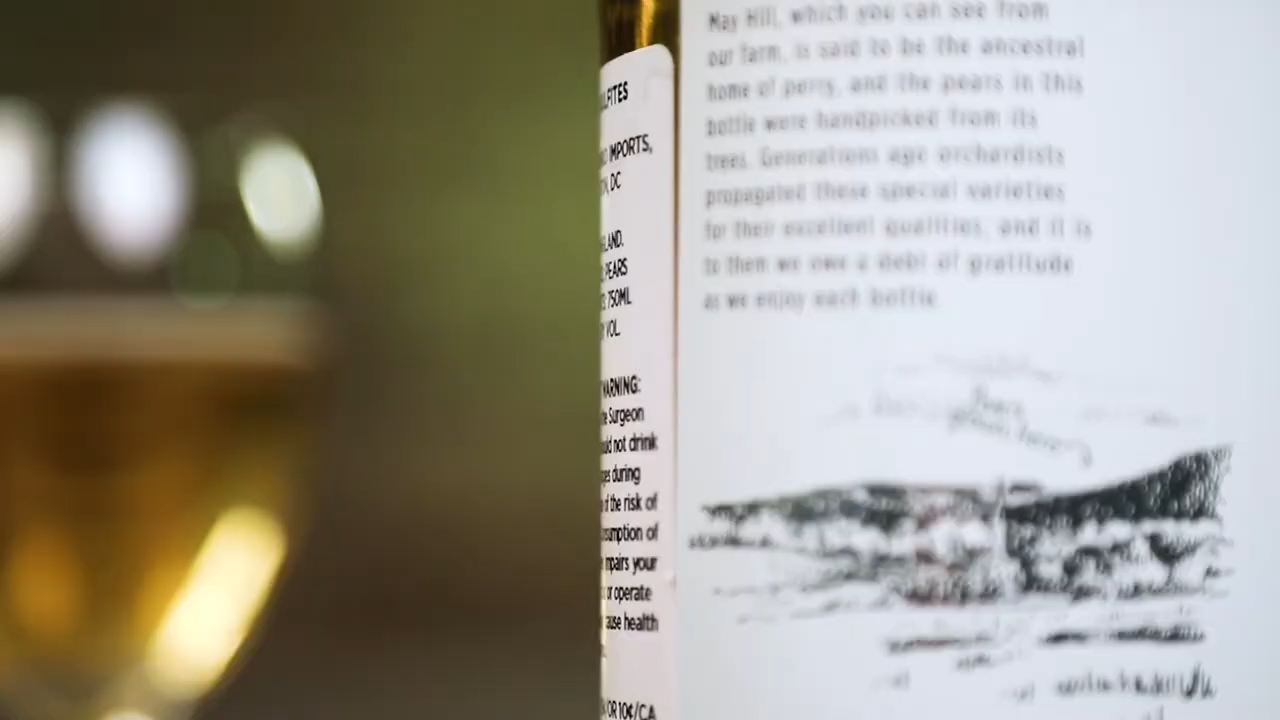 May Hill, which you can see from
our farm, is said to be the ancestral
home of perry, and the pears in this
bottle were handpicked from its
trees. Generations ago orchardists
propagated these special varieties
for their excellent qualities, and it is
to them we owe a debt of gratitude
as we enjoy each bottle
LFITES
IMPORTS,
DC
LAND.
PEARS
750ML
VOL.
WARNING:
Surgeon
not drink
during
of the risk of
of
mpairs your
or operate
ause health
OR 10¢/CA